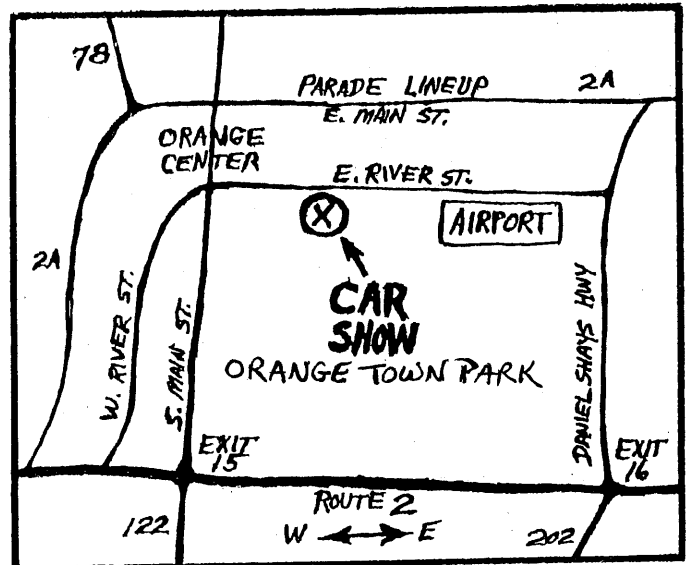 78
PARADE LINEUP
2A
E. MAIN ST.
ORANGE
CENTER
E. RIVER ST.
X
AIRPORT
2A
CAR
SHOW
W. RIVER ST.
S. MAIN ST.
DANIEL SHAYS HWY
ORANGE TOWN PARK
EXIT
15
EXIT
16
ROUTE 2
122
W E
202